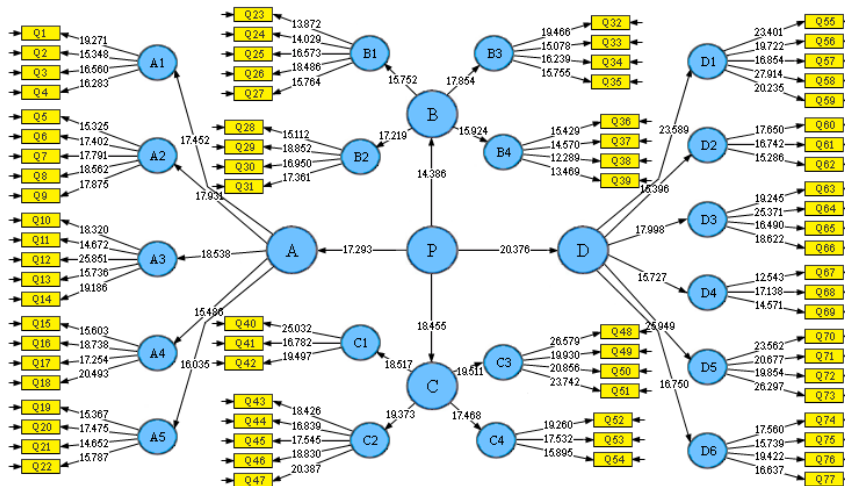 Q1
Q2
Q3
Q4
19.271
15.348
16.560
16.283
A1
Q5
Q6
Q7
Q8
Q9
15.325
17.402
17.791
18.562
17.875
A2
Q10
Q11
Q12
Q13
Q14
18.320
14.672
25.851
15.736
19.186
A3
Q15
Q16
Q17
Q18
15.603
18.738
17.254
20.493
A4
Q19
Q20
Q21
Q22
15.367
17.475
14.652
15.787
A5
17.452
17.931
18.538
15.486
16.035
A
17.293
P
14.386
20.376
18.455
Q23
Q24
Q25
Q26
Q27
13.872
14.029
16.573
18.486
15.764
B1
Q28
Q29
Q30
Q31
15.112
18.852
16.950
17.361
B2
15.752
17.854
17.219
15.924
B
B3
19.466
15.078
16.239
15.755
Q32
Q33
Q34
Q35
B4
15.429
14.570
12.289
13.469
Q36
Q37
Q38
Q39
Q40
Q41
Q42
25.032
16.782
19.497
C1
Q43
Q44
Q45
Q46
Q47
18.426
16.839
17.545
18.830
20.387
C2
18.517
19.511
19.373
17.468
C
C3
26.579
19.930
20.856
23.742
Q48
Q49
Q50
Q51
C4
19.260
17.532
15.895
Q52
Q53
Q54
D
23.589
15.396
17.998
15.727
25.949
16.750
D1
23.401
19.722
16.854
27.914
20.235
Q55
Q56
Q57
Q58
Q59
D2
17.650
16.742
15.286
Q60
Q61
Q62
D3
19.245
25.371
16.490
18.622
Q63
Q64
Q65
Q66
D4
12.543
17.138
14.571
Q67
Q68
Q69
D5
23.562
20.677
19.854
26.297
Q70
Q71
Q72
Q73
D6
17.560
15.739
19.422
16.637
Q74
Q75
Q76
Q77